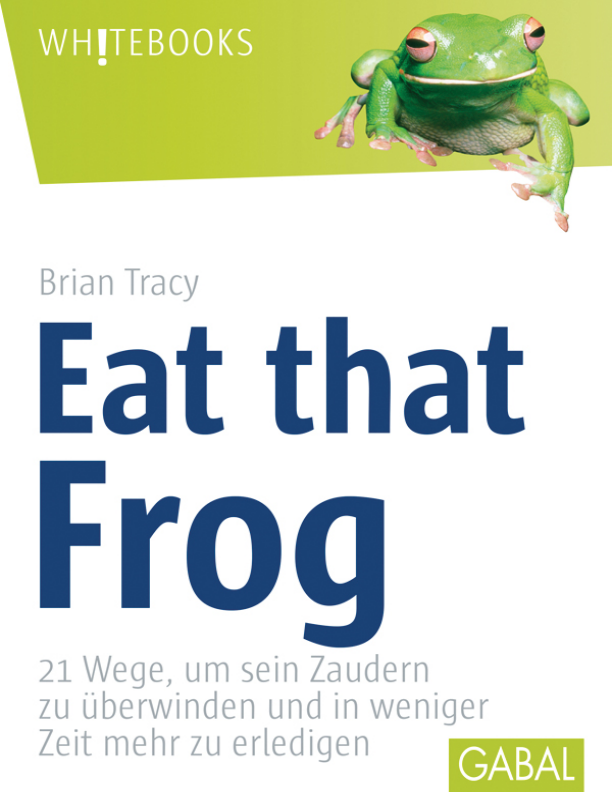 WH!TEBOOKS
Brian Tracy
Eat that
Frog
21 Wege, um sein Zaudern
zu überwinden und in weniger
Zeit mehr zu erledigen
GABAL